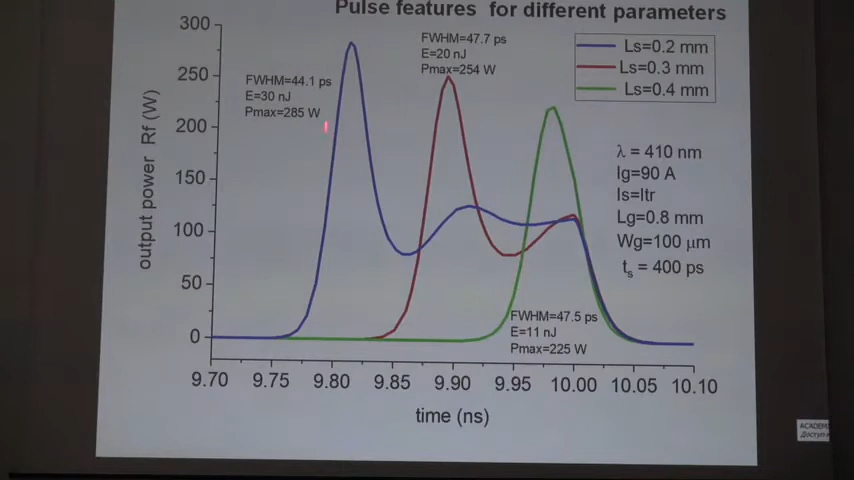 Pulse features for different parameters
300
250
200
150
100
50
0
output power Rf (W)
FWHM=44.1 ps
E=30 nJ
Pmax=285 W
FWHM=47.7 ps
E=20 nJ
Pmax=254 W
Ls=0.2 mm
Ls=0.3 mm
Ls=0.4 mm
λ = 410 nm
Ig=90 A
Is=Itr
Lg=0.8 mm
Wg=100 μm
ts = 400 ps
FWHM=47.5 ps
E=11 nJ
Pmax=225 W
9.70 9.75 9.80 9.85 9.90 9.95 10.00 10.05 10.10
time (ns)